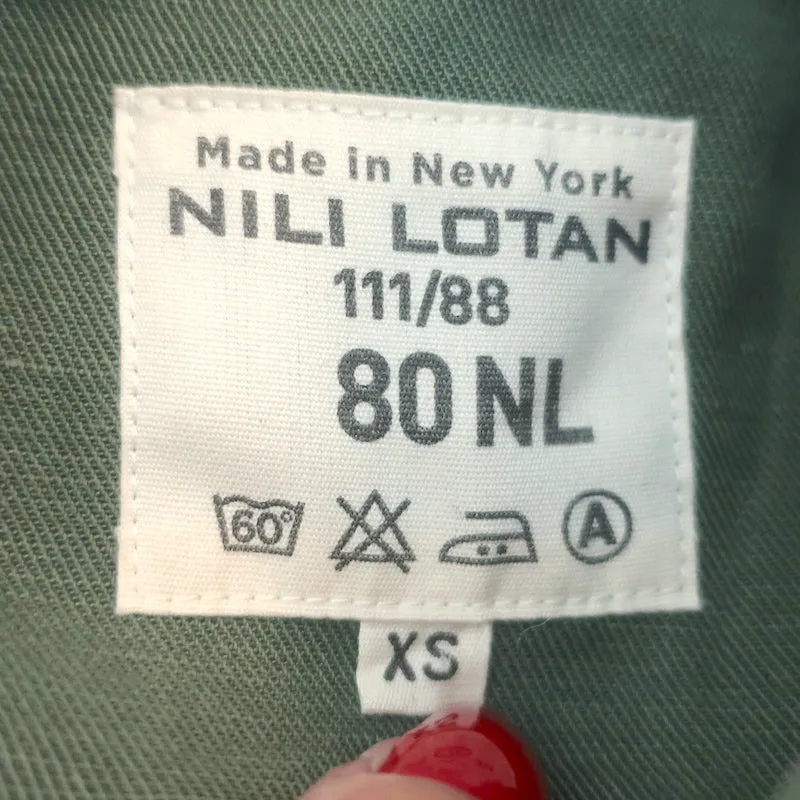 Made in New York
NILI LOTAN
111/88
80 NL
60°
A
XS